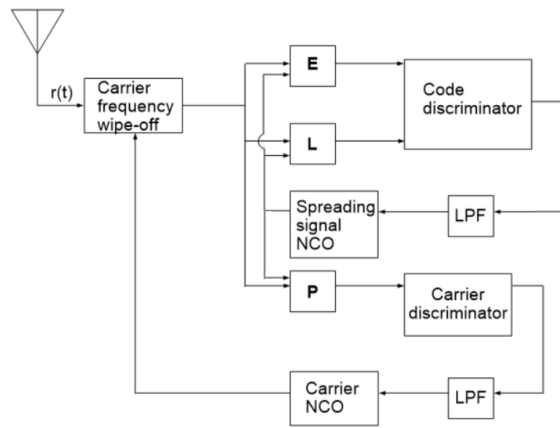 r(t)
Carrier
frequency
wipe-off
E
L
Code
discriminator
Spreading
signal
NCO
LPF
P
Carrier
discriminator
Carrier
NCO
LPF